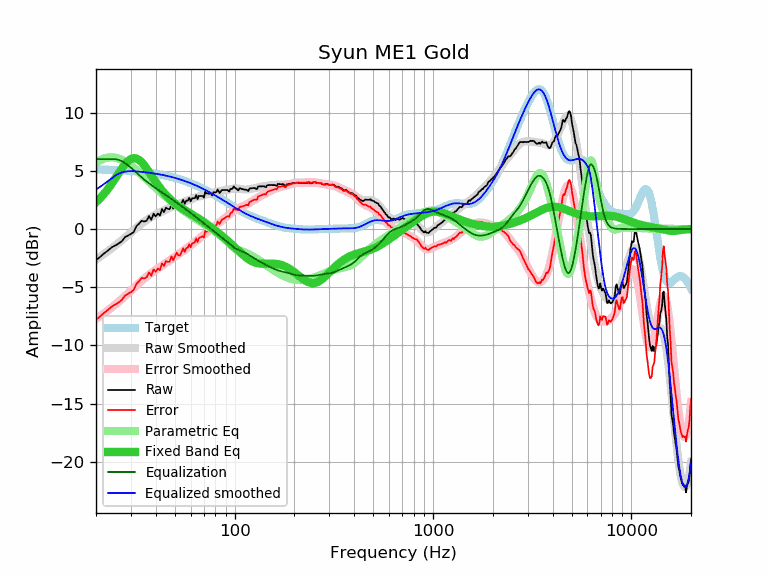 Syun ME1 Gold
Amplitude (dBr)
10
5
0
−5
−10
−15
−20
Target
Raw Smoothed
Error Smoothed
Raw
Error
Parametric Eq
Fixed Band Eq
Equalization
Equalized smoothed
100 1000 10000
Frequency (Hz)